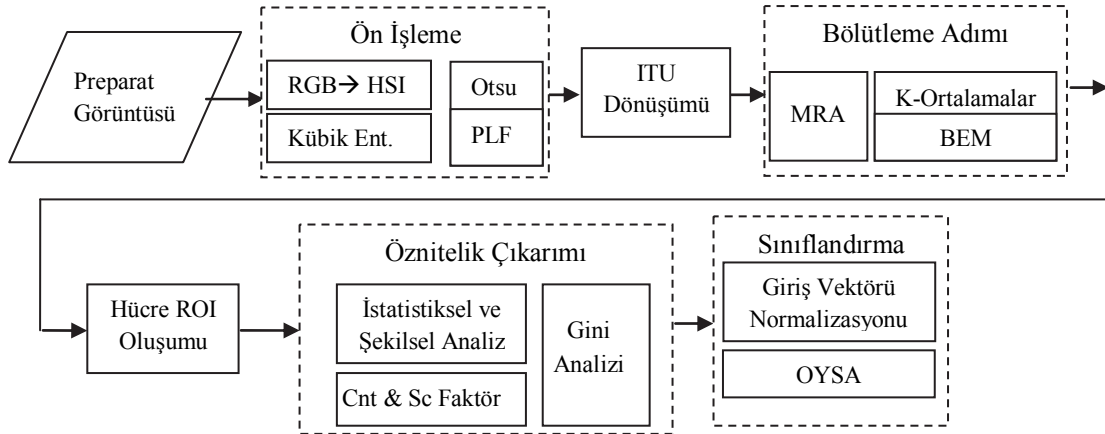 Preparat
Görüntüsü
Ön İşleme
RGB→ HSI
Kübik Ent.
Otsu
PLF
ITU
Dönüşümü
Bölütleme Adımı
MRA
K-Ortalamalar
BEM
Hücre ROI
Oluşumu
Öznitelik Çıkarımı
İstatistiksel ve
Şekilsel Analiz
Cnt & Sc Faktör
Gini
Analizi
Sınıflandırma
Giriş Vektörü
Normalizasyonu
OYSA